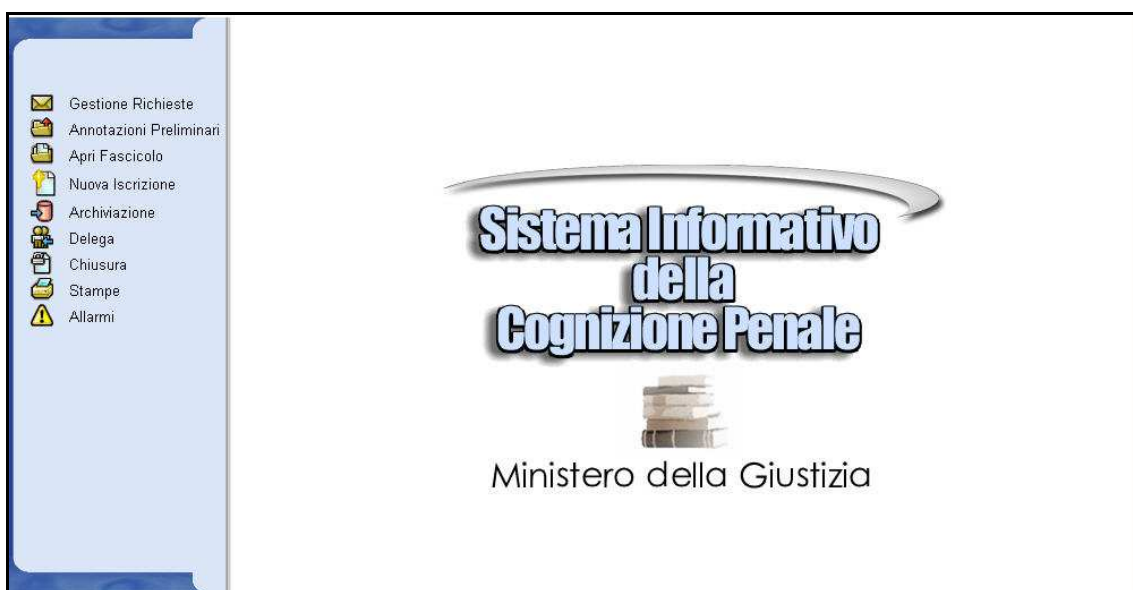 Gestione Richieste
Annotazioni Preliminari
Apri Fascicolo
Nuova Iscrizione
Archiviazione
Delega
Chiusura
Stampe
Allarmi
Sistema Informativo
della
Cognizione Penale
Ministero della Giustizia